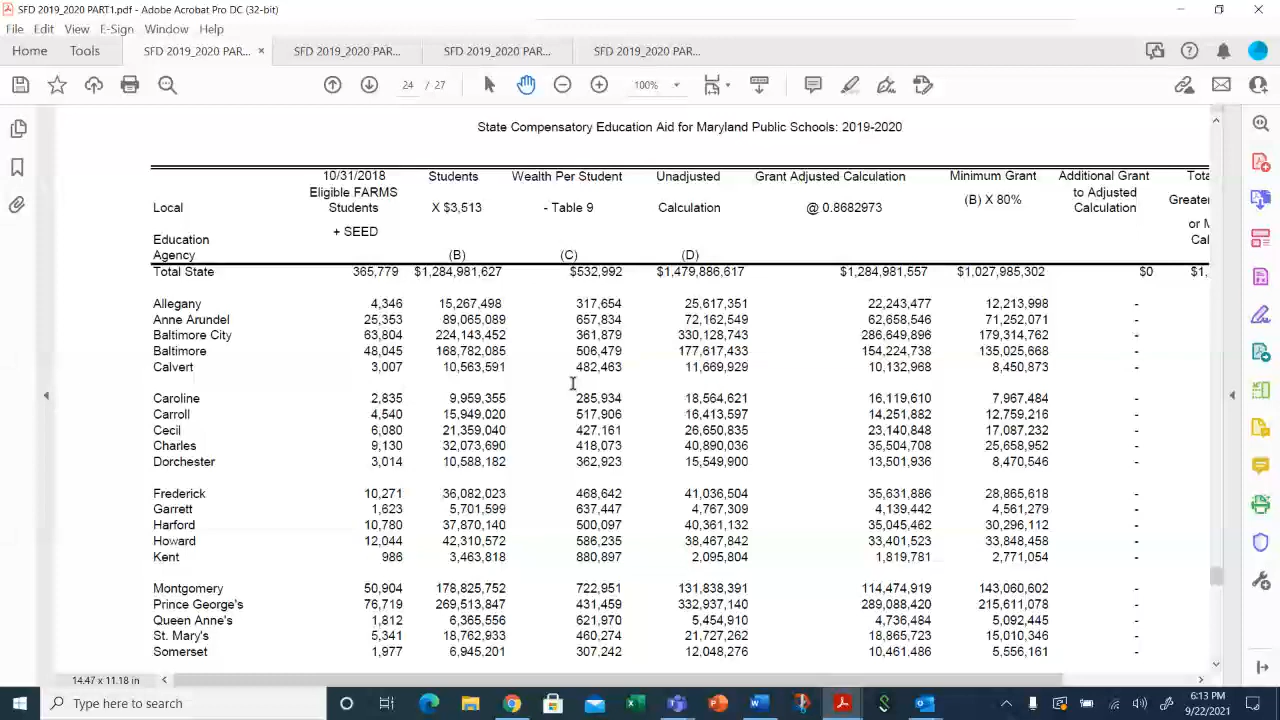 SFD 2019_2020 PART1.pdf - Adobe Acrobat Pro DC (32-bit)
File Edit View E-Sign Window Help
Home Tools SFD 2019_2020 PAR... × SFD 2019_2020 PAR... SFD 2019_2020 PAR... SFD 2019_2020 PAR...
24 / 27 100%
State Compensatory Education Aid for Maryland Public Schools: 2019-2020
10/31/2018 Students Wealth Per Student Unadjusted Grant Adjusted Calculation Minimum Grant Additional Grant Tota
Eligible FARMS to Adjusted Greater
Local Students X $3,513 - Table 9 Calculation @ 0.8682973 (B) X 80% Calculation
+ SEED or M
Education Cal
Agency (B) (C) (D)
Total State 365,779 $1,284,981,627 $532,992 $1,479,886,617 $1,284,981,557 $1,027,985,302 $0 $1,
Allegany 4,346 15,267,498 317,654 25,617,351 22,243,477 12,213,998 -
Anne Arundel 25,353 89,065,089 657,834 72,162,549 62,658,546 71,252,071 -
Baltimore City 63,804 224,143,452 361,879 330,128,743 286,649,896 179,314,762 -
Baltimore 48,045 168,782,085 506,479 177,617,433 154,224,738 135,025,668 -
Calvert 3,007 10,563,591 482,463 11,669,929 10,132,968 8,450,873 -
Caroline 2,835 9,959,355 285,934 18,564,621 16,119,610 7,967,484 -
Carroll 4,540 15,949,020 517,906 16,413,597 14,251,882 12,759,216 -
Cecil 6,080 21,359,040 427,161 26,650,835 23,140,848 17,087,232 -
Charles 9,130 32,073,690 418,073 40,890,036 35,504,708 25,658,952 -
Dorchester 3,014 10,588,182 362,923 15,549,900 13,501,936 8,470,546 -
Frederick 10,271 36,082,023 468,642 41,036,504 35,631,886 28,865,618 -
Garrett 1,623 5,701,599 637,447 4,767,309 4,139,442 4,561,279 -
Harford 10,780 37,870,140 500,097 40,361,132 35,045,462 30,296,112 -
Howard 12,044 42,310,572 586,235 38,467,842 33,401,523 33,848,458 -
Kent 986 3,463,818 880,897 2,095,804 1,819,781 2,771,054 -
Montgomery 50,904 178,825,752 722,951 131,838,391 114,474,919 143,060,602 -
Prince George's 76,719 269,513,847 431,459 332,937,140 289,088,420 215,611,078 -
Queen Anne's 1,812 6,365,556 621,970 5,454,910 4,736,484 5,092,445 -
St. Mary's 5,341 18,762,933 460,274 21,727,262 18,865,723 15,010,346 -
Somerset 1,977 6,945,201 307,242 12,048,276 10,461,486 5,556,161 -
14.47 x 11.18 in
Type here to search
6:13 PM
9/22/2021